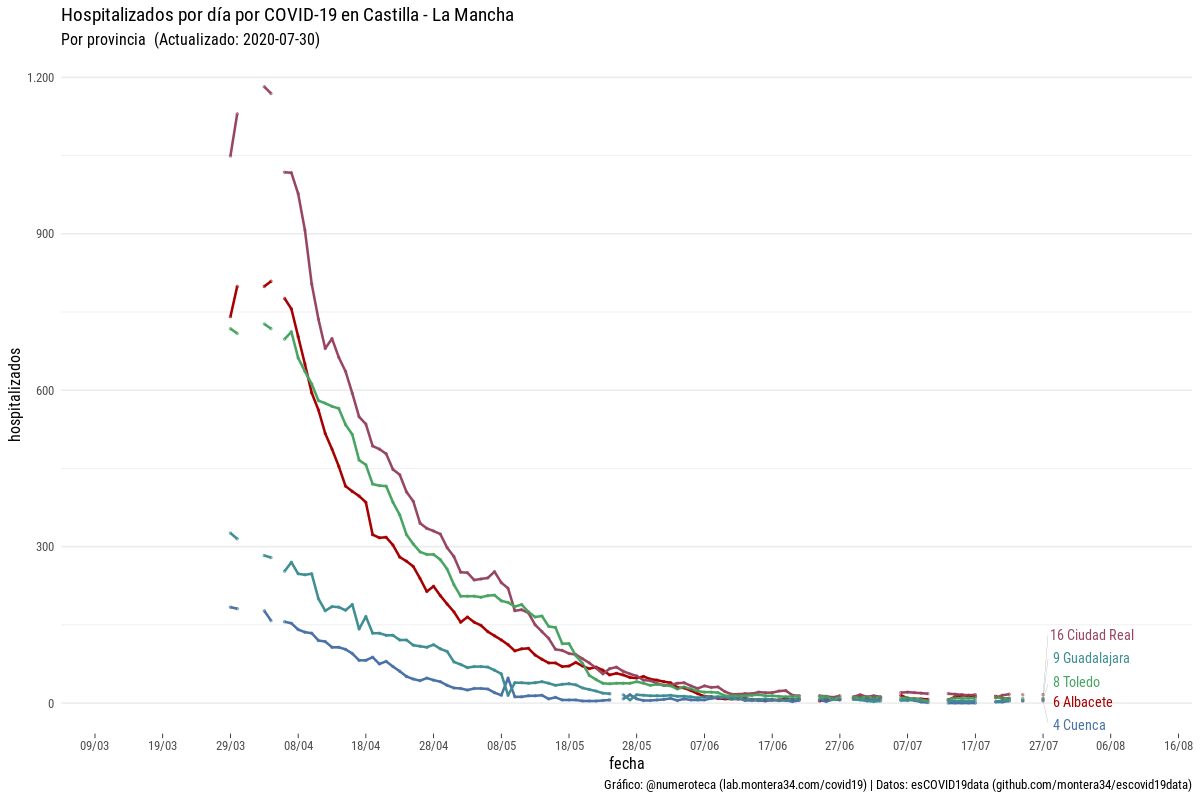 Hospitalizados por día por COVID-19 en Castilla - La Mancha
Por provincia  (Actualizado: 2020-07-30)
1.200
900
600
300
0
hospitalizados
16 Ciudad Real
9 Guadalajara
8 Toledo
6 Albacete
4 Cuenca
09/03 19/03 29/03 08/04 18/04 28/04 08/05 18/05 28/05 07/06 17/06 27/06 07/07 17/07 27/07 06/08 16/08
fecha
Gráfico: @numeroteca (lab.montera34.com/covid19) | Datos: esCOVID19data (github.com/montera34/escovid19data)